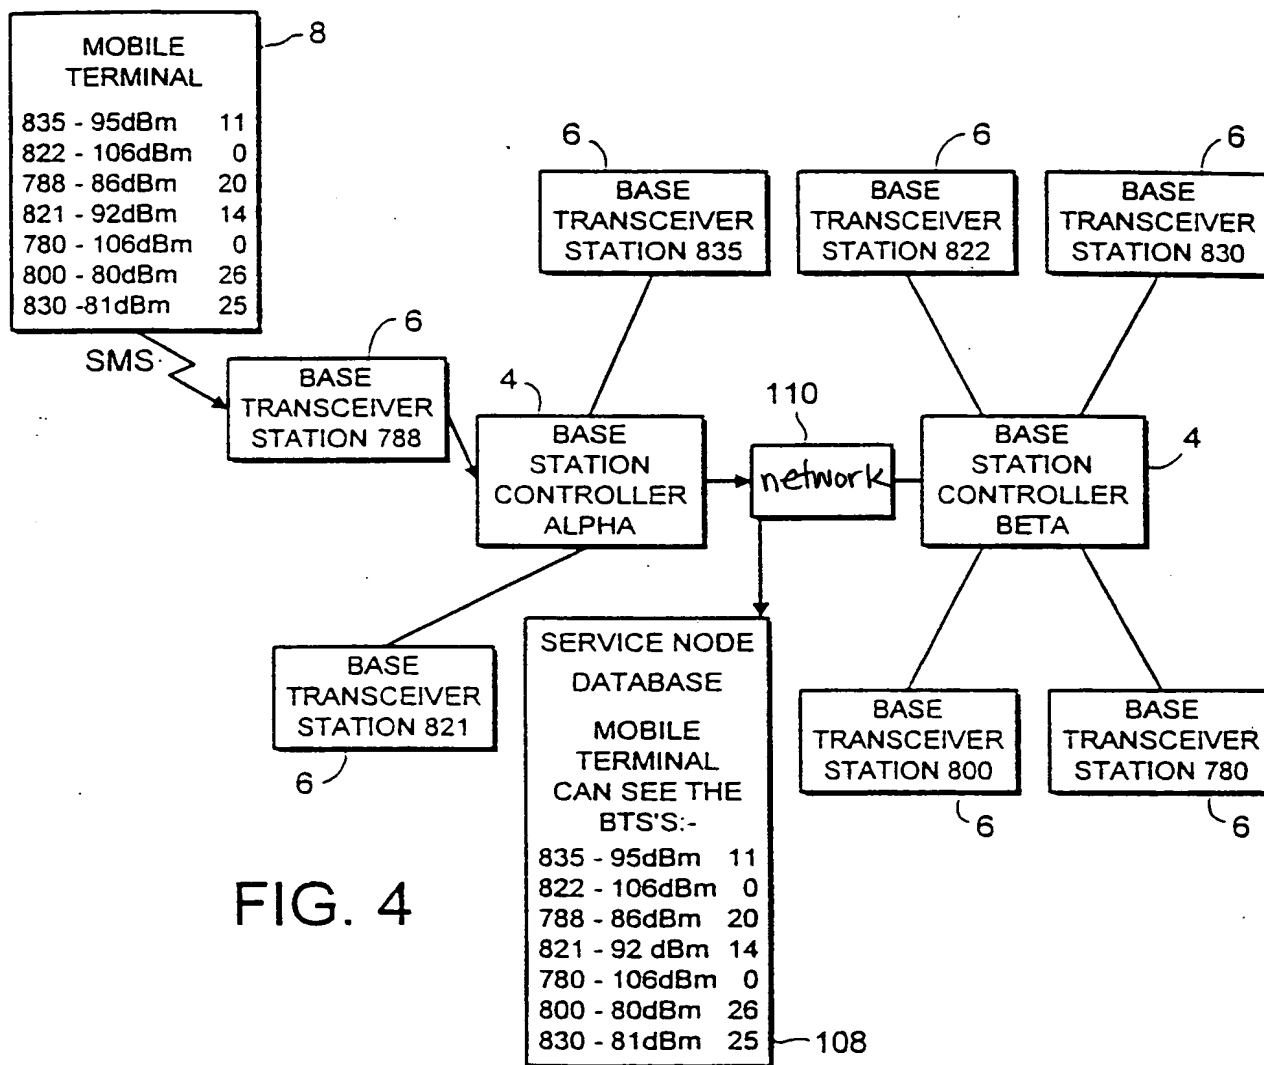 MOBILE
TERMINAL
835 - 95dBm 11
822 - 106dBm 0
788 - 86dBm 20
821 - 92dBm 14
780 - 106dBm 0
800 - 80dBm 26
830 -81dBm 25
8
SMS
6
BASE
TRANSCEIVER
STATION 788
6
BASE
TRANSCEIVER
STATION 835
6
BASE
TRANSCEIVER
STATION 822
6
BASE
TRANSCEIVER
STATION 830
4
BASE
STATION
CONTROLLER
ALPHA
110
network
BASE
STATION
CONTROLLER
BETA
4
BASE
TRANSCEIVER
STATION 821
6
SERVICE NODE
DATABASE
MOBILE
TERMINAL
CAN SEE THE
BTS'S:-
835 - 95dBm 11
822 - 106dBm 0
788 - 86dBm 20
821 - 92 dBm 14
780 - 106dBm 0
800 - 80dBm 26
830 - 81dBm 25
108
BASE
TRANSCEIVER
STATION 800
6
BASE
TRANSCEIVER
STATION 780
6
FIG. 4